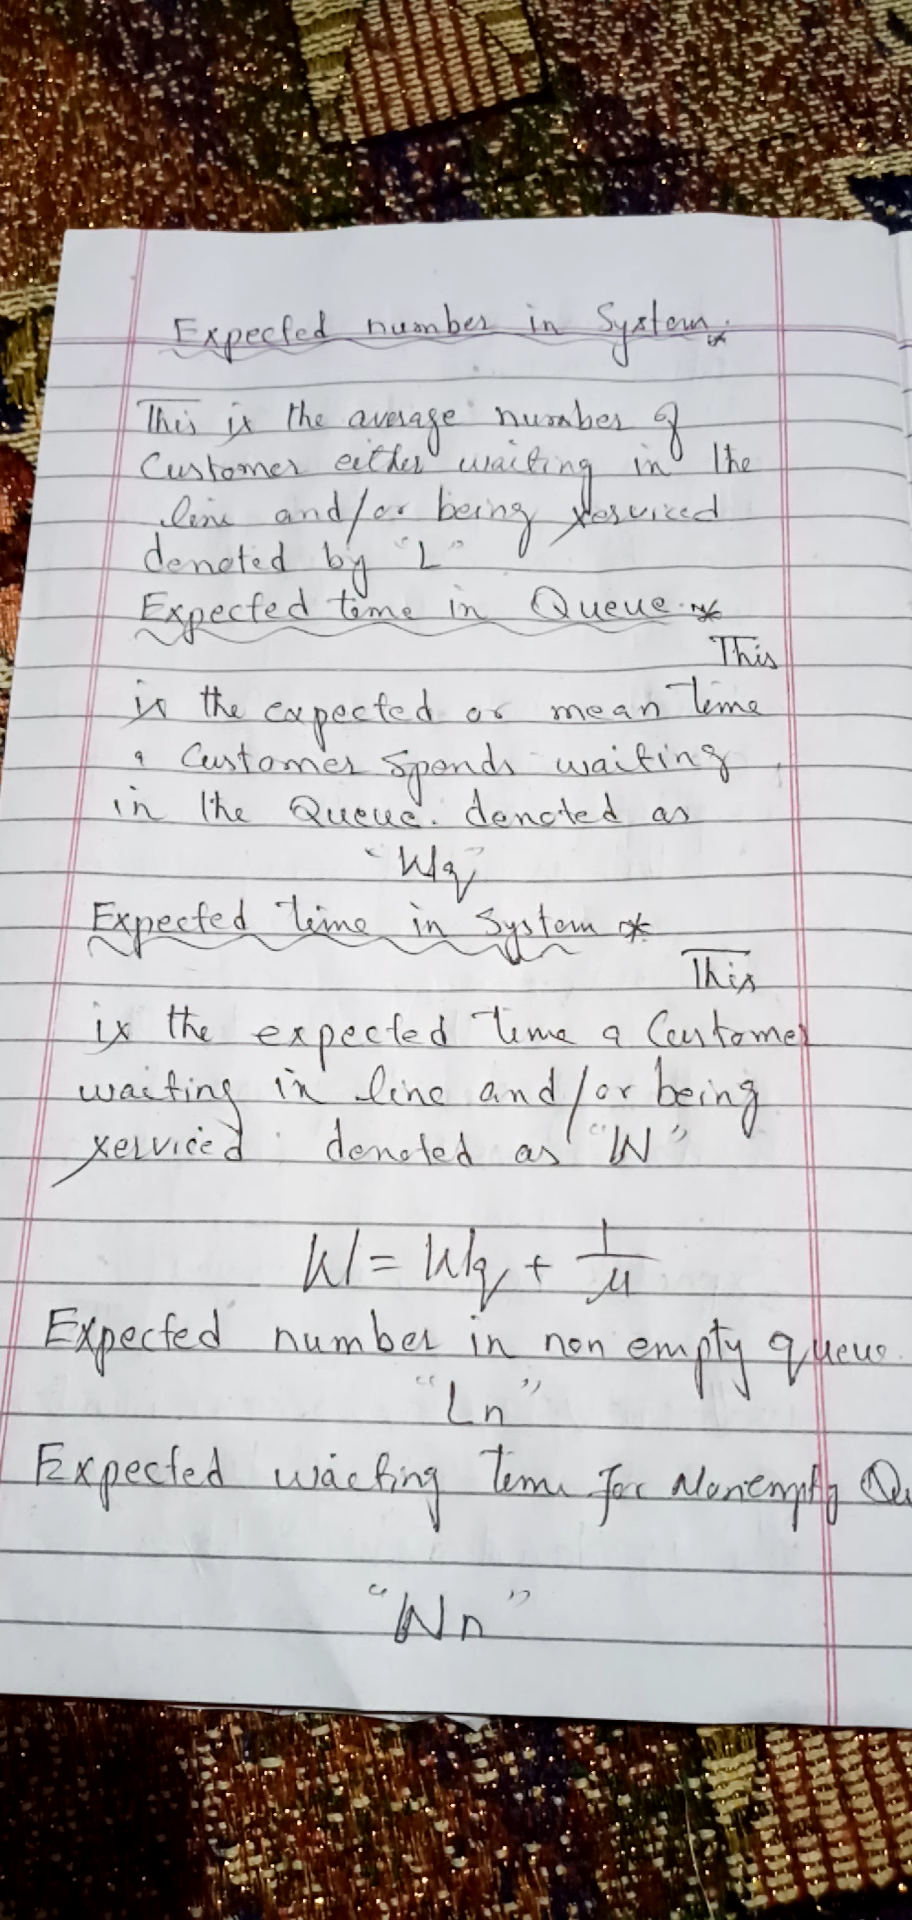 Expected number in System.
This is the average number of
Customer either waiting in the
line and/or being serviced
denoted by "L"
Expected time in Queue.
This
is the expected or mean time
a Customer Spends waiting
in the Queue. denoted as
"Wq"
Expected time in System
This
is the expected time a Customer
waiting in line and/or being
serviced. denoted as "W"
W = Wq + 1/μ
Expected number in non empty queue.
"Ln"
Expected waiting time for Nonempty Qu
"Wn"